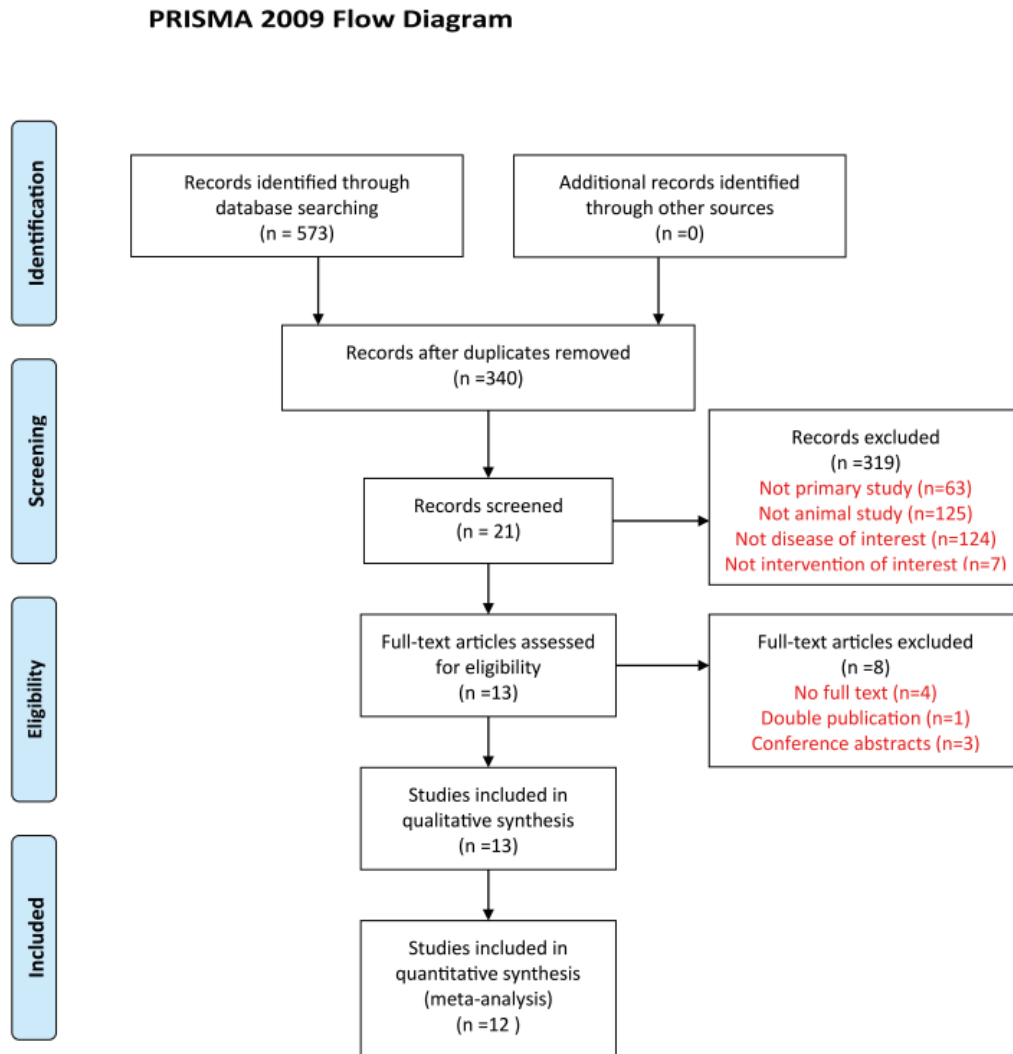 PRISMA 2009 Flow Diagram
Identification
Records identified through
database searching
(n = 573)
Additional records identified
through other sources
(n =0)
Records after duplicates removed
(n =340)
Screening
Records screened
(n = 21)
Records excluded
(n =319)
Not primary study (n=63)
Not animal study (n=125)
Not disease of interest (n=124)
Not intervention of interest (n=7)
Eligibility
Full-text articles assessed
for eligibility
(n =13)
Full-text articles excluded
(n =8)
No full text (n=4)
Double publication (n=1)
Conference abstracts (n=3)
Studies included in
qualitative synthesis
(n =13)
Included
Studies included in
quantitative synthesis
(meta-analysis)
(n =12 )